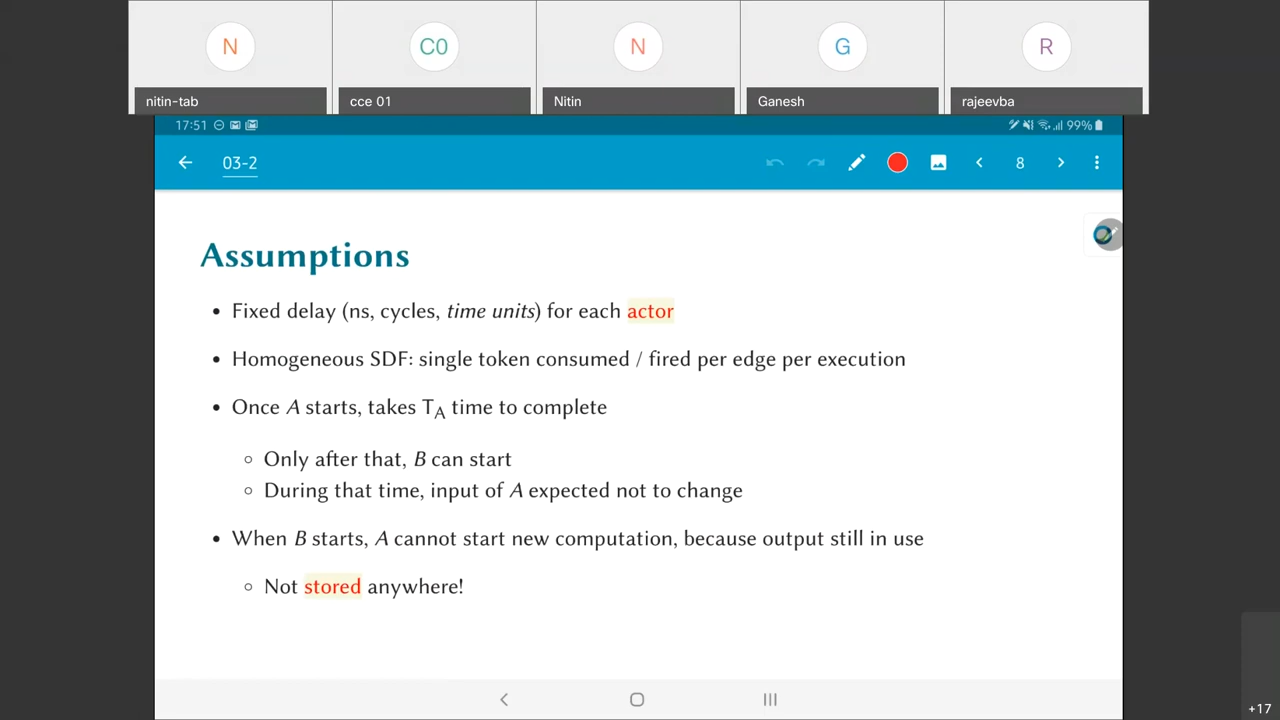 N
C0
N
G
R
nitin-tab
cce 01
Nitin
Ganesh
rajeevba
17:51
99%
03-2
8
Assumptions
• Fixed delay (ns, cycles, time units) for each actor
• Homogeneous SDF: single token consumed / fired per edge per execution
• Once A starts, takes TA time to complete
◦ Only after that, B can start
◦ During that time, input of A expected not to change
• When B starts, A cannot start new computation, because output still in use
◦ Not stored anywhere!
+17